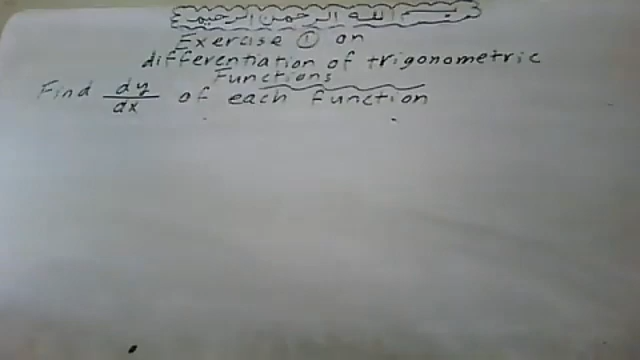 بسم الله الرحمن الرحيم
Exercise ① on
differentiation of trigonometric
Functions
Find dy/dx of each function